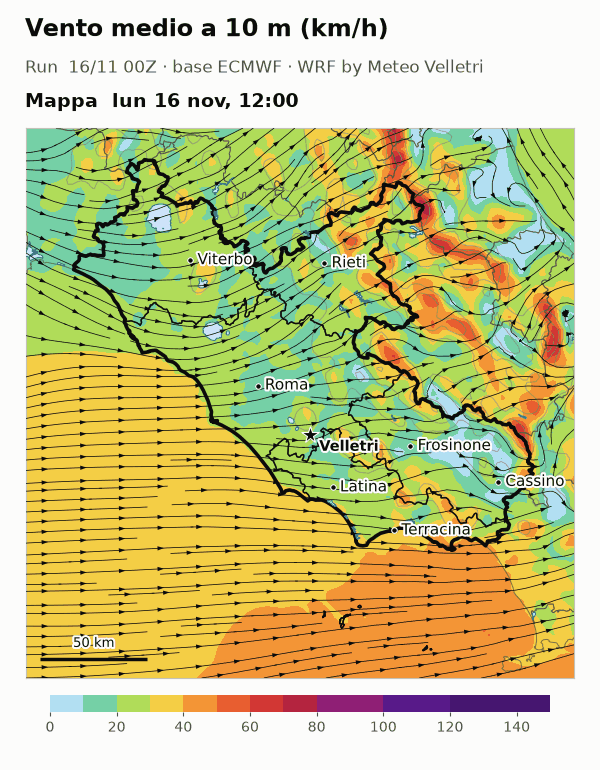 Vento medio a 10 m (km/h)
Run  16/11 00Z · base ECMWF · WRF by Meteo Velletri
Mappa  lun 16 nov, 12:00
Viterbo
Rieti
Roma
Velletri
Frosinone
Latina
Cassino
Terracina
50 km
0 20 40 60 80 100 120 140